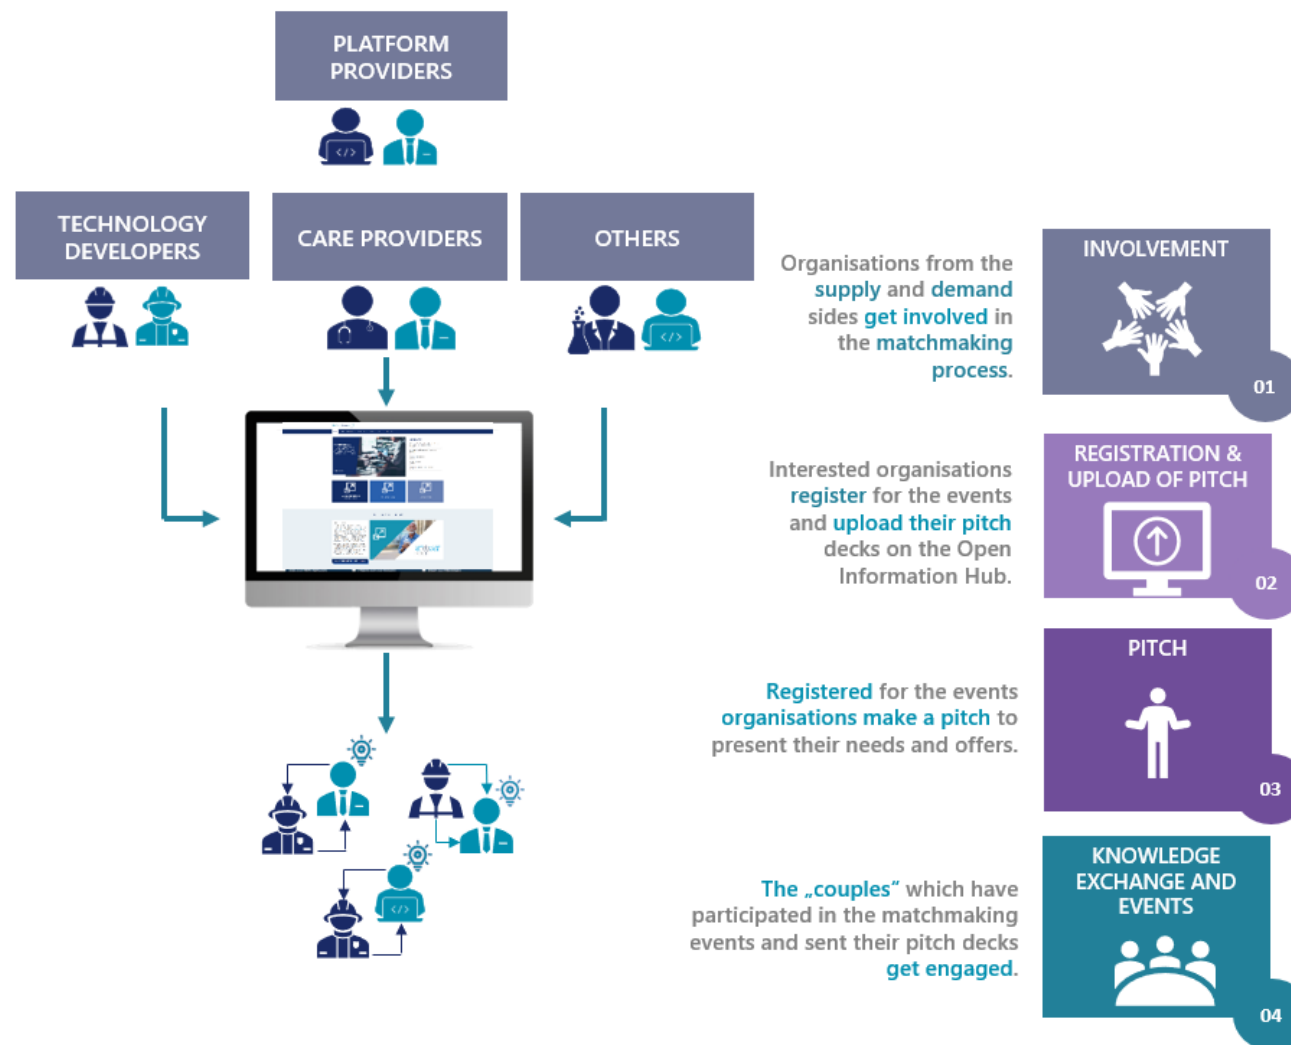 PLATFORM
PROVIDERS
TECHNOLOGY
DEVELOPERS
CARE PROVIDERS
OTHERS
Organisations from the
supply and demand
sides get involved in
the matchmaking
process.
INVOLVEMENT
01
Interested organisations
register for the events
and upload their pitch
decks on the Open
Information Hub.
REGISTRATION &
UPLOAD OF PITCH
02
Registered for the events
organisations make a pitch to
present their needs and offers.
PITCH
03
The „couples“ which have
participated in the matchmaking
events and sent their pitch decks
get engaged.
KNOWLEDGE
EXCHANGE AND
EVENTS
04